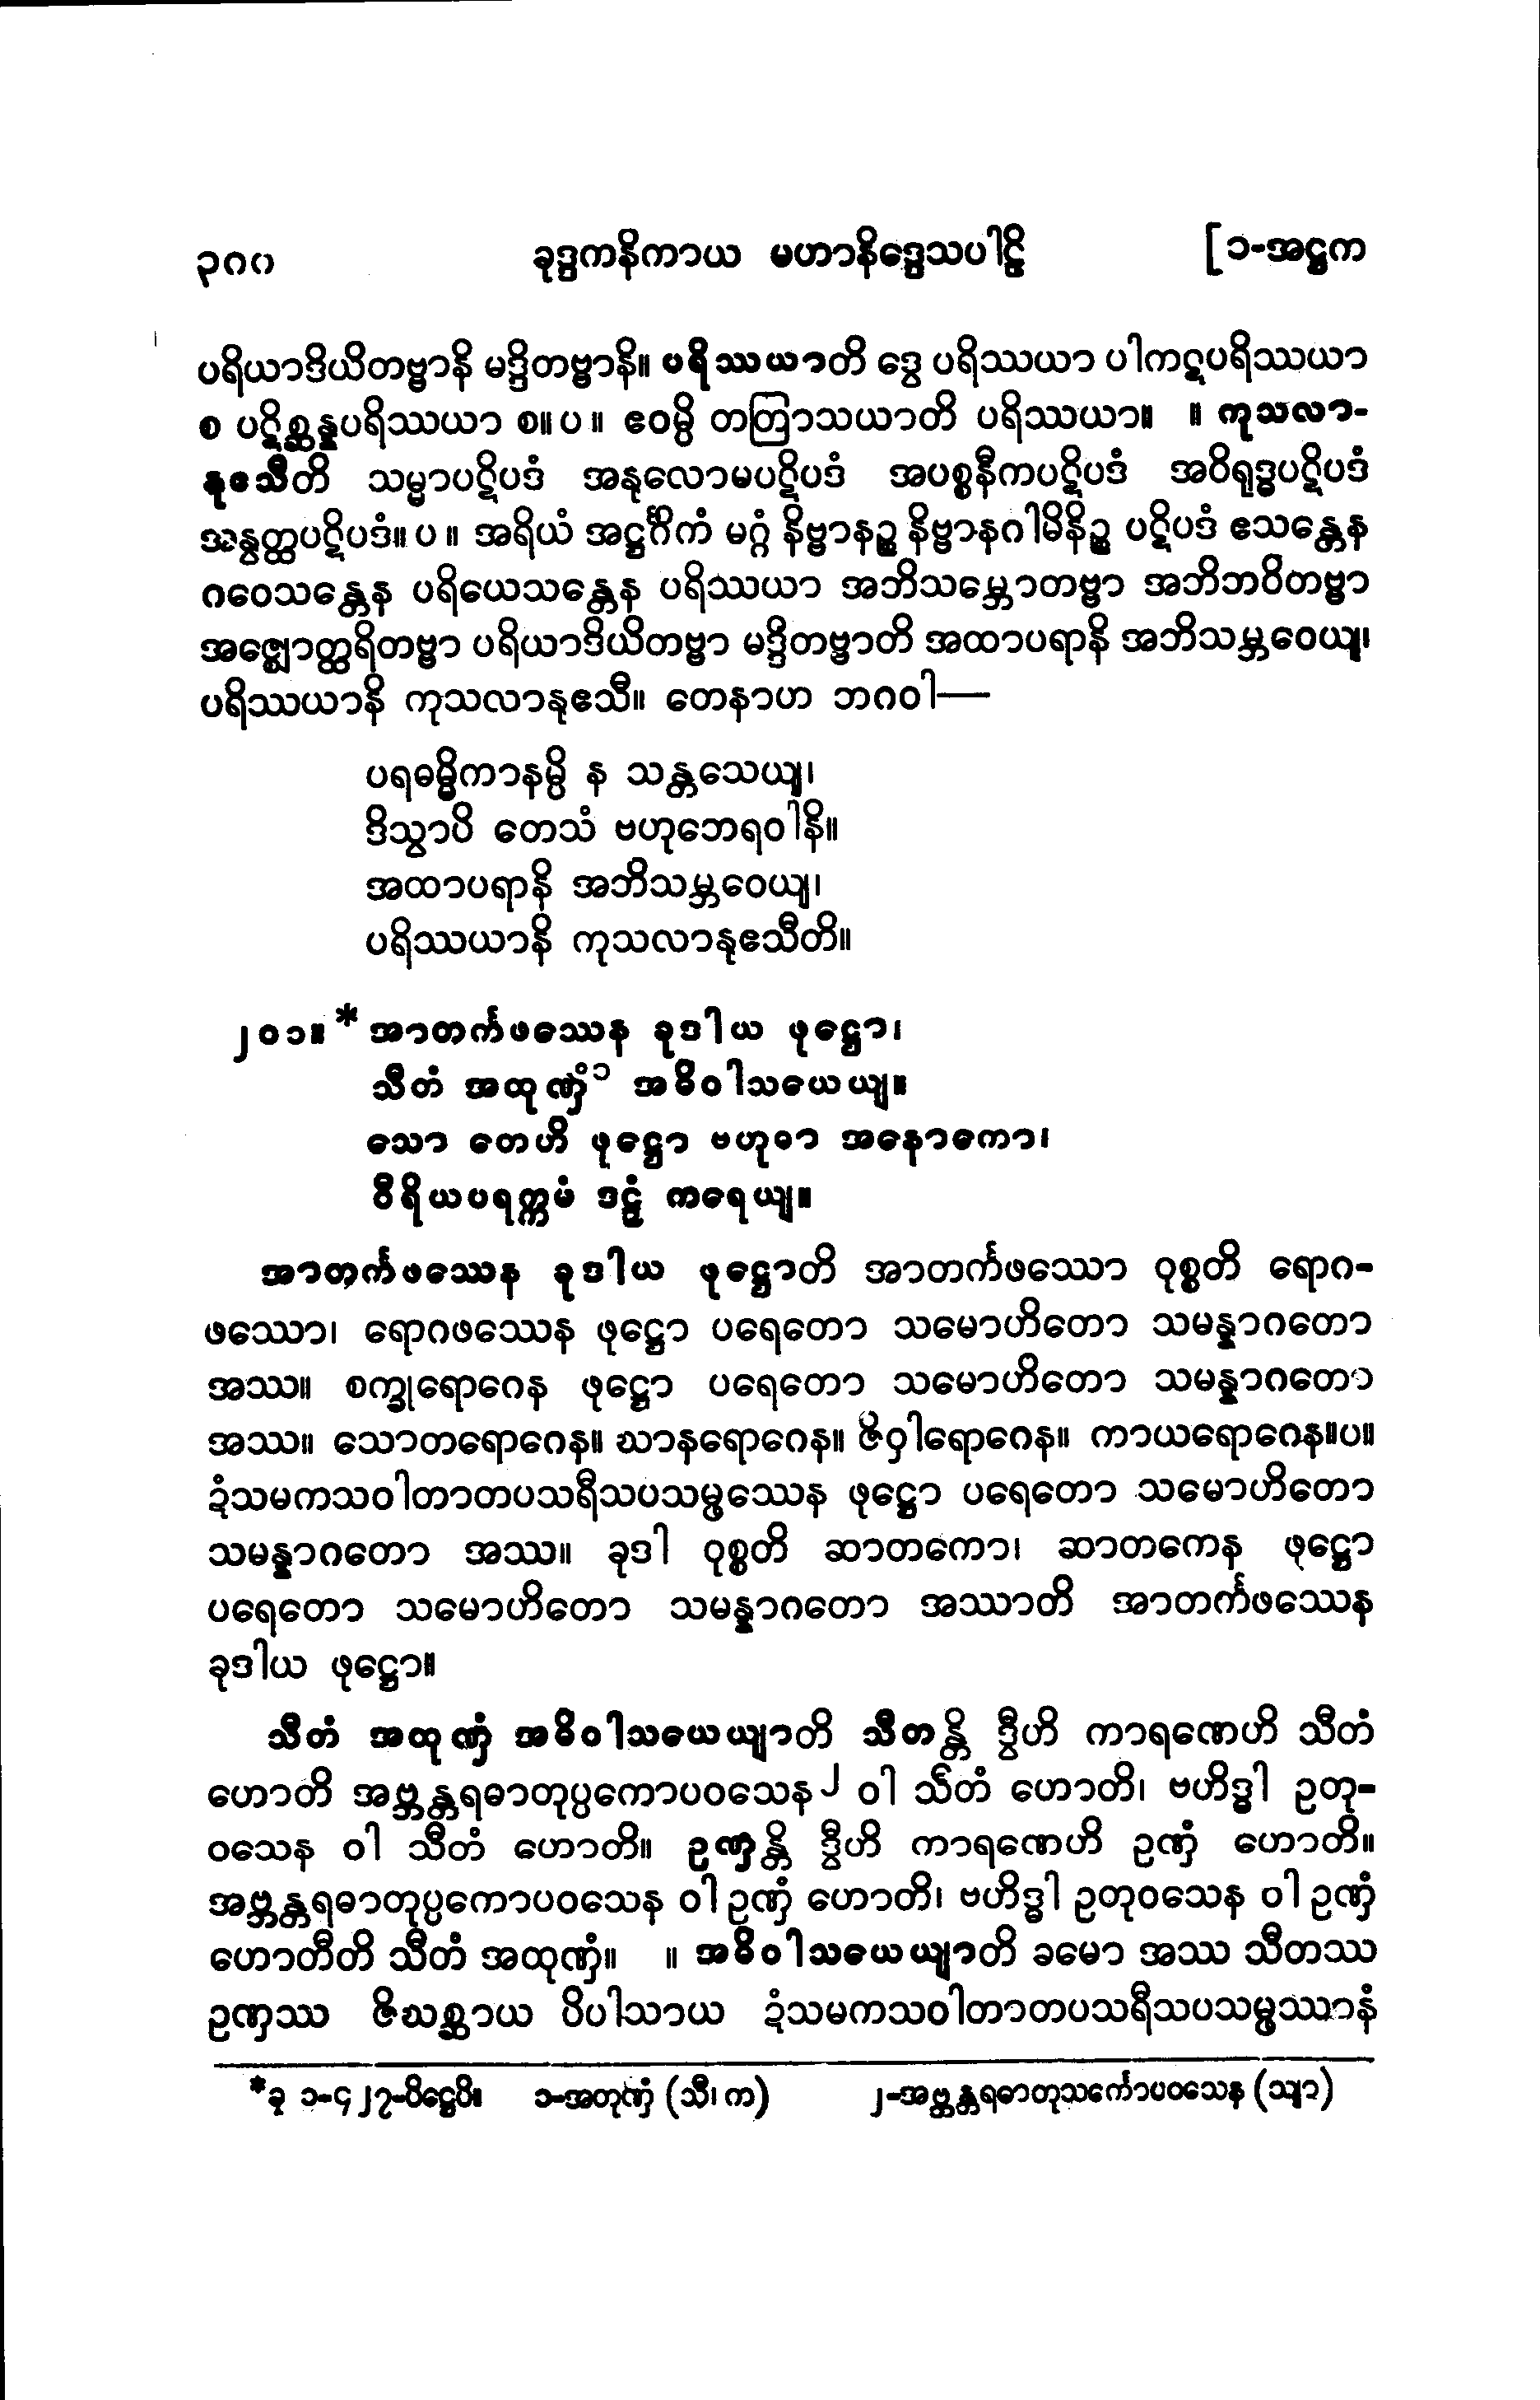 ၃၈၀ ခုဒ္ဒကနိကာယ မဟာနိဒ္ဒေသပါဠိ [၁-အဋ္ဌက
ပရိယာဒိယိတဗ္ဗာနိ မဒ္ဒိတဗ္ဗာနိ။ ပရိဿယာတိ ဒွေ ပရိဿယာ ပါကဋပရိဿယာ
စ ပဋိစ္ဆန္နပရိဿယာ စ။ ပ ။ ဧဝမ္ပိ တတြာသယာတိ ပရိဿယာ။ ။ ကုသလာ-
နုဧသီတိ သမ္မာပဋိပဒံ အနုလောမပဋိပဒံ အပစ္စနီကပဋိပဒံ အဝိရုဒ္ဓပဋိပဒံ
အန္ဝတ္ထပဋိပဒံ။ ပ ။ အရိယံ အဋ္ဌင်္ဂိကံ မဂ္ဂံ နိဗ္ဗာနဉ္စ နိဗ္ဗာနဂါမိနိဉ္စ ပဋိပဒံ ဧသန္တေန
ဂဝေသန္တေန ပရိယေသန္တေန ပရိဿယာ အဘိသမ္ဘောတဗ္ဗာ အဘိဘဝိတဗ္ဗာ
အဇ္ဈောတ္ထရိတဗ္ဗာ ပရိယာဒိယိတဗ္ဗာ မဒ္ဒိတဗ္ဗာတိ အထာပရာနိ အဘိသမ္ဘဝေယျ၊
ပရိဿယာနိ ကုသလာနုဧသီ။ တေနာဟ ဘဂဝါ—
ပရဓမ္မိကာနမ္ပိ န သန္တသေယျ၊
ဒိသွာပိ တေသံ ဗဟုဘေရဝါနိ။
အထာပရာနိ အဘိသမ္ဘဝေယျ၊
ပရိဿယာနိ ကုသလာနုဧသီတိ။
၂၀၁။ * အာတင်္ကဖဿေန ခုဒါယ ဖုဋ္ဌော၊
သီတံ အထုဏှံ၁ အဓိဝါသယေယျ။
သော တေဟိ ဖုဋ္ဌော ဗဟုဓာ အနောကော၊
ဝီရိယပရက္ကမံ ဒဠှံ ကရေယျ။
အာတင်္ကဖဿေန ခုဒါယ ဖုဋ္ဌောတိ အာတင်္ကဖဿော ဝုစ္စတိ ရောဂ-
ဖဿော၊ ရောဂဖဿေန ဖုဋ္ဌော ပရေတော သမောဟိတော သမန္နာဂတော
အဿ။ စက္ခုရောဂေန ဖုဋ္ဌော ပရေတော သမောဟိတော သမန္နာဂတော
အဿ။ သောတရောဂေန။ ဃာနရောဂေန။ ဇိဝှါရောဂေန။ ကာယရောဂေန။ပ။
ဍံသမကသဝါတာတပသရီသပသမ္ဖဿေန ဖုဋ္ဌော ပရေတော သမောဟိတော
သမန္နာဂတော အဿ။ ခုဒါ ဝုစ္စတိ ဆာတကော၊ ဆာတကေန ဖုဋ္ဌော
ပရေတော သမောဟိတော သမန္နာဂတော အဿာတိ အာတင်္ကဖဿေန
ခုဒါယ ဖုဋ္ဌော။
သီတံ အထုဏှံ အဓိဝါသယေယျာတိ သီတန္တိ ဒွီဟိ ကာရဏေဟိ သီတံ
ဟောတိ အဗ္ဘန္တရဓာတုပ္ပကောပဝသေန၂ ဝါ သီတံ ဟောတိ၊ ဗဟိဒ္ဓါ ဥတု-
ဝသေန ဝါ သီတံ ဟောတိ။ ဥဏှန္တိ ဒွီဟိ ကာရဏေဟိ ဥဏှံ ဟောတိ။
အဗ္ဘန္တရဓာတုပ္ပကောပဝသေန ဝါ ဥဏှံ ဟောတိ၊ ဗဟိဒ္ဓါ ဥတုဝသေန ဝါ ဥဏှံ
ဟောတီတိ သီတံ အထုဏှံ။ ။ အဓိဝါသယေယျာတိ ခမော အဿ သီတဿ
ဥဏှဿ ဇိဃစ္ဆာယ ပိပါသာယ ဍံသမကသဝါတာတပသရီသပသမ္ဖဿာနံ
*ခု ၁-၄၂၇-ပိဋ္ဌေပိ။ ၁-အတုဏှံ (သီ၊ က) ၂-အဗ္ဘန္တရဓာတုသင်္ကောပဝသေန (သျာ)